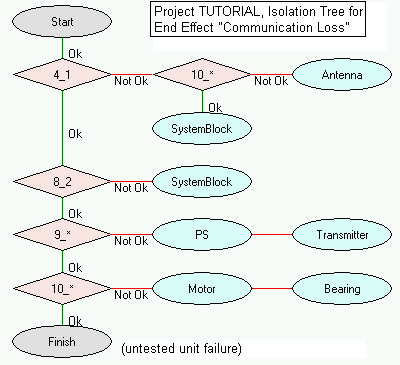 Project TUTORIAL, Isolation Tree for
End Effect "Communication Loss"
Start
Ok
4_1
Not Ok
10_*
Not Ok
Antenna
Ok
SystemBlock
Ok
8_2
Not Ok
SystemBlock
Ok
9_*
Not Ok
PS
Transmitter
Ok
10_*
Not Ok
Motor
Bearing
Ok
Finish
(untested unit failure)